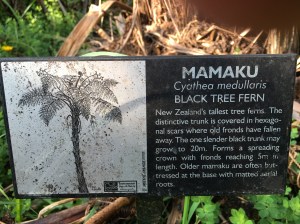 MAMAKU
Cyathea medullaris
BLACK TREE FERN
New Zealand's tallest tree ferns. The
distinctive trunk is covered in hexago-
nal scars where old fronds have fallen
away. The one slender black trunk may
grow to 20m. Forms a spreading
crown with fronds reaching 5m in
length. Older mamaku are often but-
tressed at the base with matted aerial
roots.